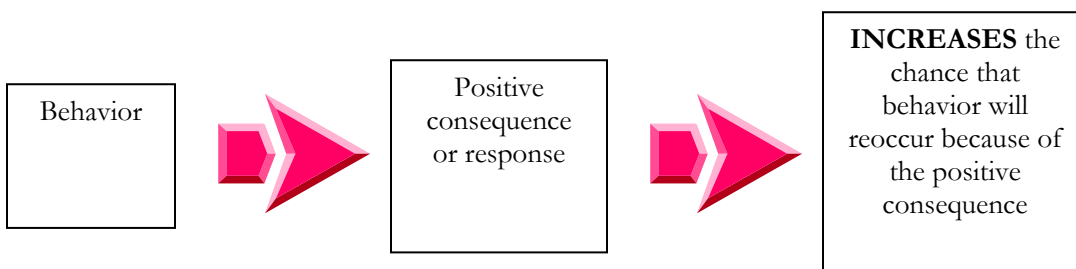 Behavior
Positive
consequence
or response
INCREASES the
chance that
behavior will
reoccur because of
the positive
consequence